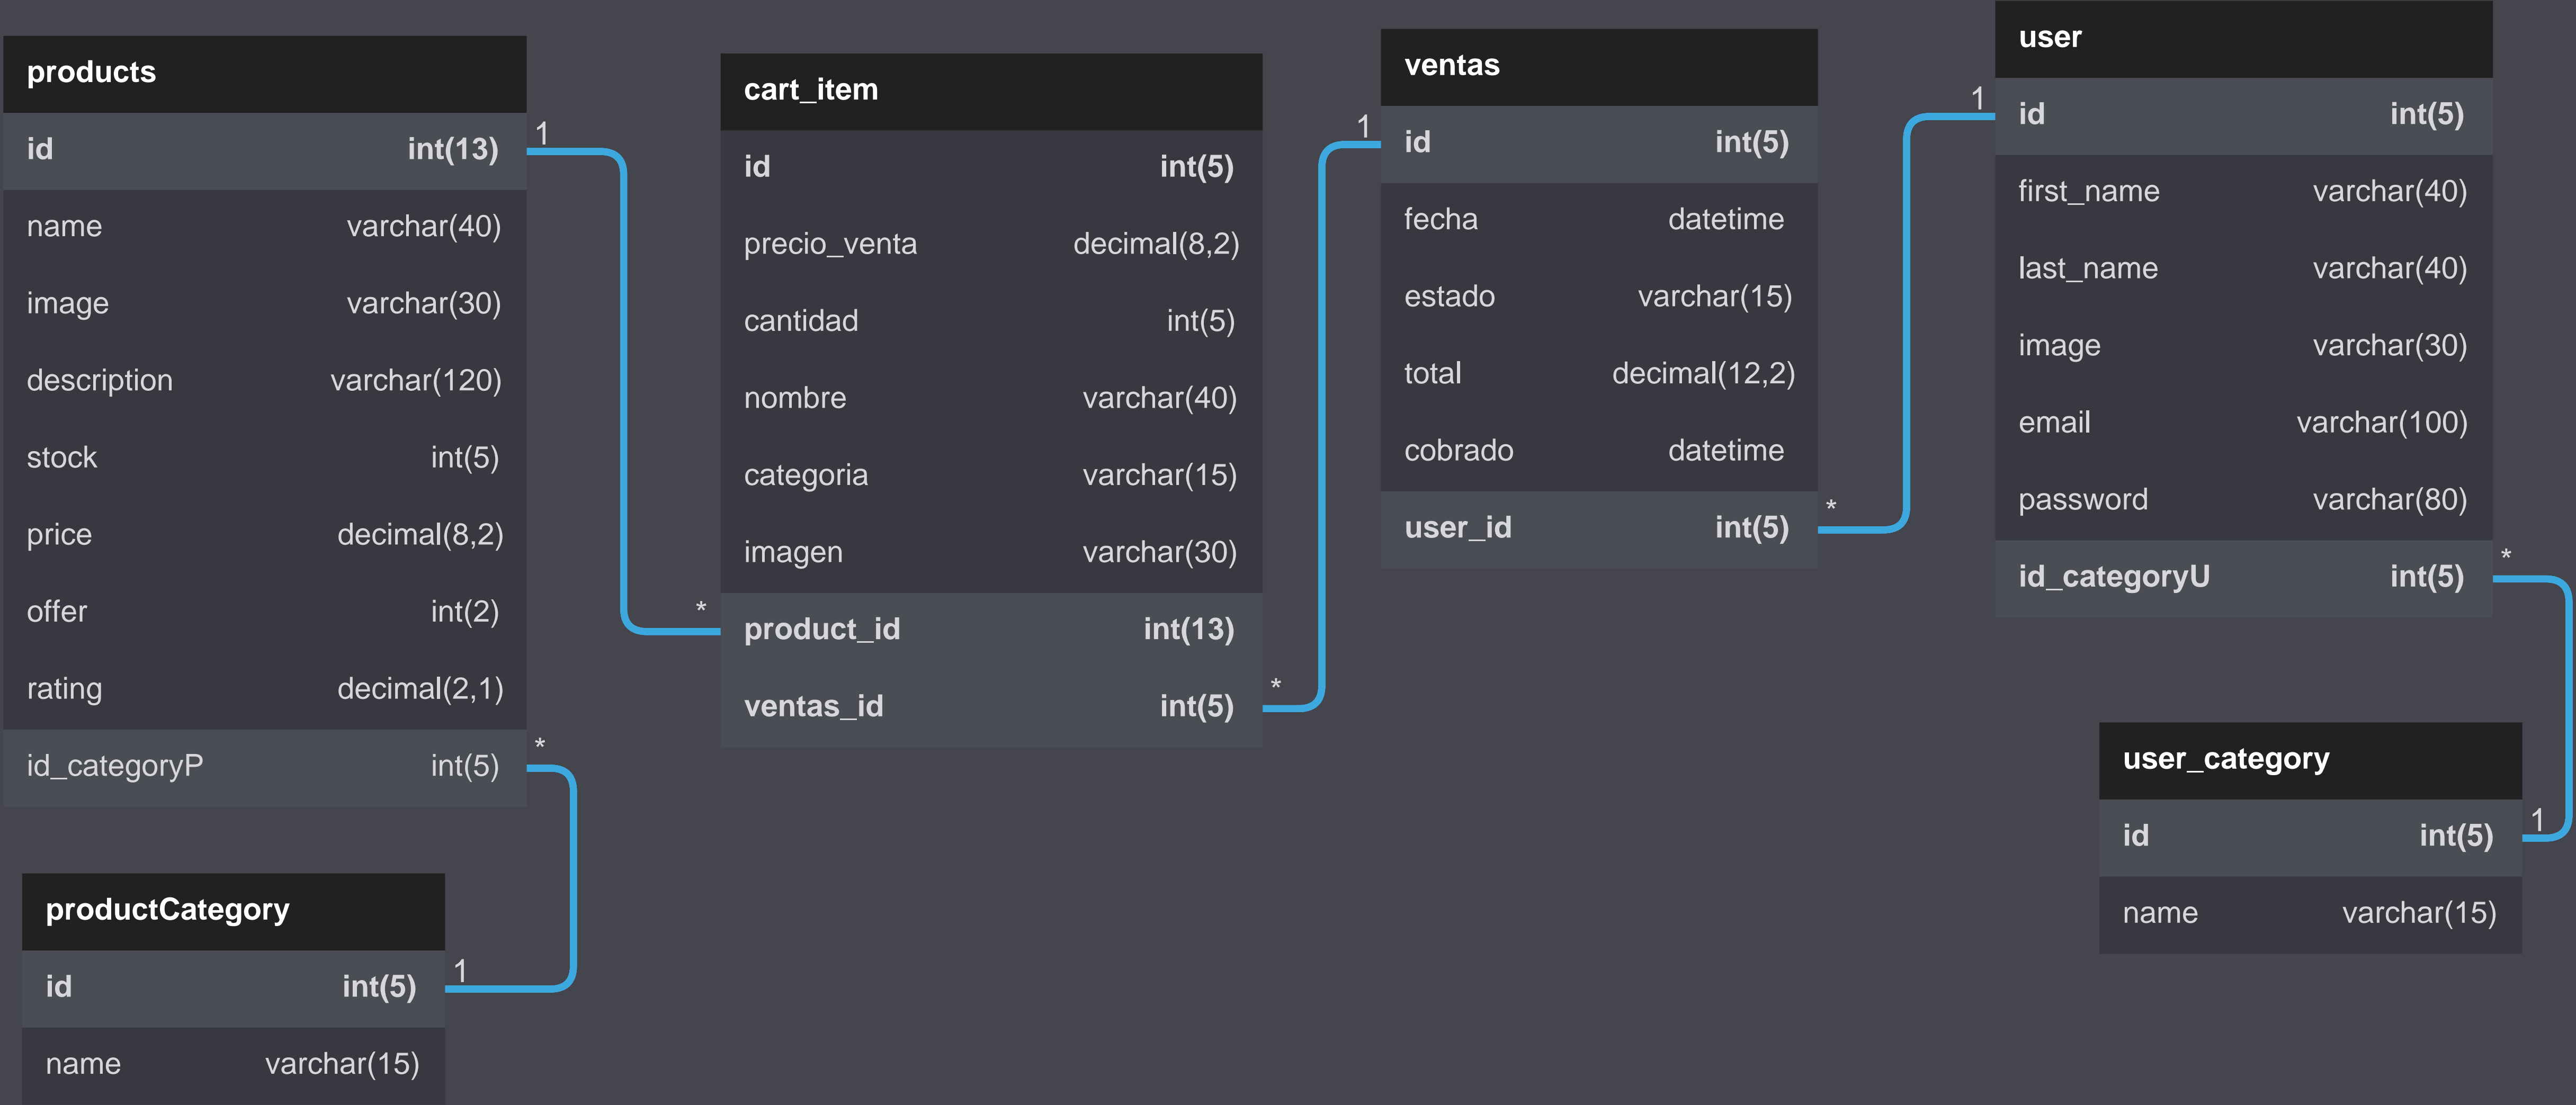 products
id int(13)
name varchar(40)
image varchar(30)
description varchar(120)
stock int(5)
price decimal(8,2)
offer int(2)
rating decimal(2,1)
id_categoryP int(5)
1
*
productCategory
id int(5)
name varchar(15)
1
cart_item
id int(5)
precio_venta decimal(8,2)
cantidad int(5)
nombre varchar(40)
categoria varchar(15)
imagen varchar(30)
product_id int(13)
ventas_id int(5)
*
*
ventas
id int(5)
fecha datetime
estado varchar(15)
total decimal(12,2)
cobrado datetime
user_id int(5)
1
*
user
id int(5)
first_name varchar(40)
last_name varchar(40)
image varchar(30)
email varchar(100)
password varchar(80)
id_categoryU int(5)
1
*
user_category
id int(5)
name varchar(15)
1